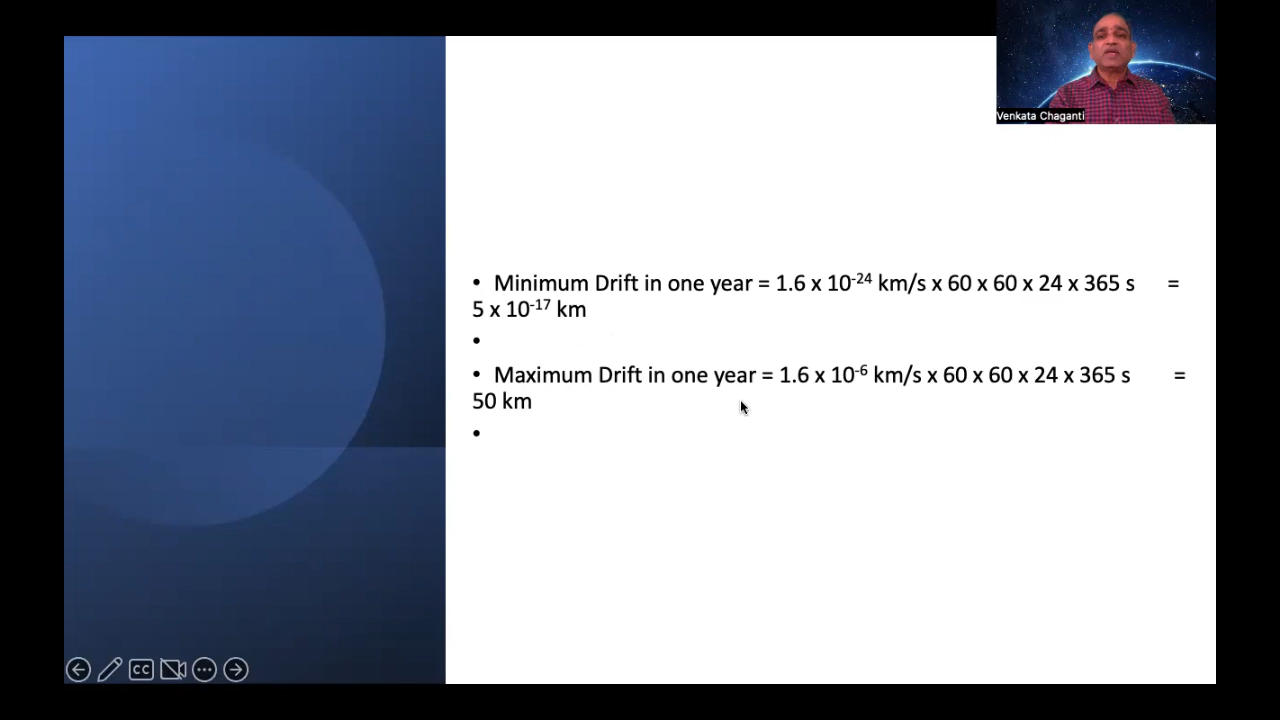 Venkata Chaganti
• Minimum Drift in one year = 1.6 x 10⁻²⁴ km/s x 60 x 60 x 24 x 365 s =
5 x 10⁻¹⁷ km
•
• Maximum Drift in one year = 1.6 x 10⁻⁶ km/s x 60 x 60 x 24 x 365 s =
50 km
•
CC